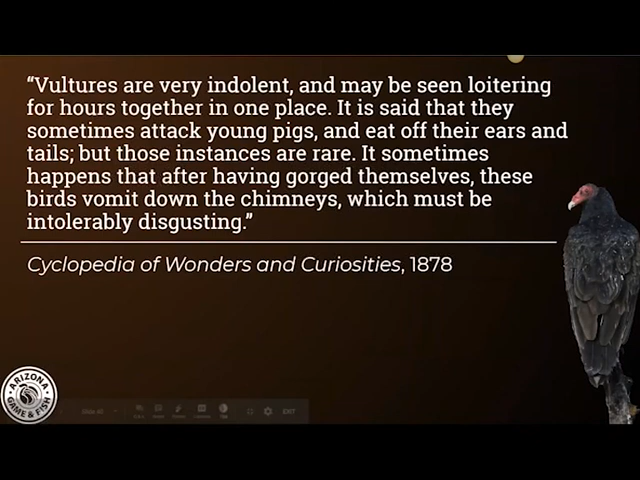 “Vultures are very indolent, and may be seen loitering
for hours together in one place. It is said that they
sometimes attack young pigs, and eat off their ears and
tails; but those instances are rare. It sometimes
happens that after having gorged themselves, these
birds vomit down the chimneys, which must be
intolerably disgusting.”
Cyclopedia of Wonders and Curiosities, 1878
ARIZONA
GAME & FISH
EXIT